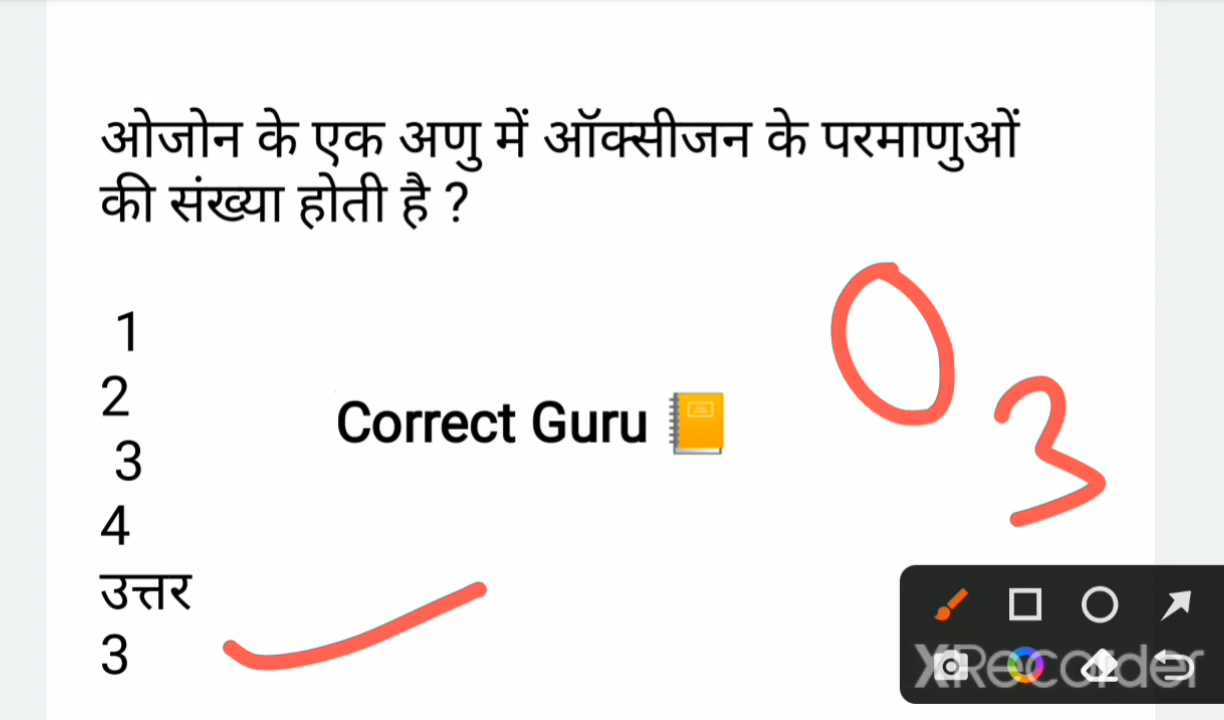 ओजोन के एक अणु में ऑक्सीजन के परमाणुओं
की संख्या होती है ?
1
2
3
4
Correct Guru
उत्तर
3
O3
XRecorder